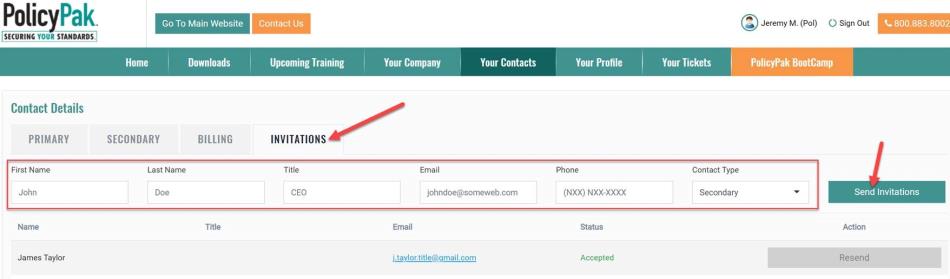 PolicyPak
SECURING YOUR STANDARDS
Go To Main Website Contact Us
Jeremy M. (Pol) Sign Out 800.883.8002
Home Downloads Upcoming Training Your Company Your Contacts Your Profile Your Tickets PolicyPak BootCamp
Contact Details
PRIMARY SECONDARY BILLING INVITATIONS
First Name Last Name Title Email Phone Contact Type
John Doe CEO johndoe@someweb.com (NXX) NXX-XXXX Secondary Send Invitations
Name Title Email Status Action
James Taylor j.taylor.title@gmail.com Accepted Resend